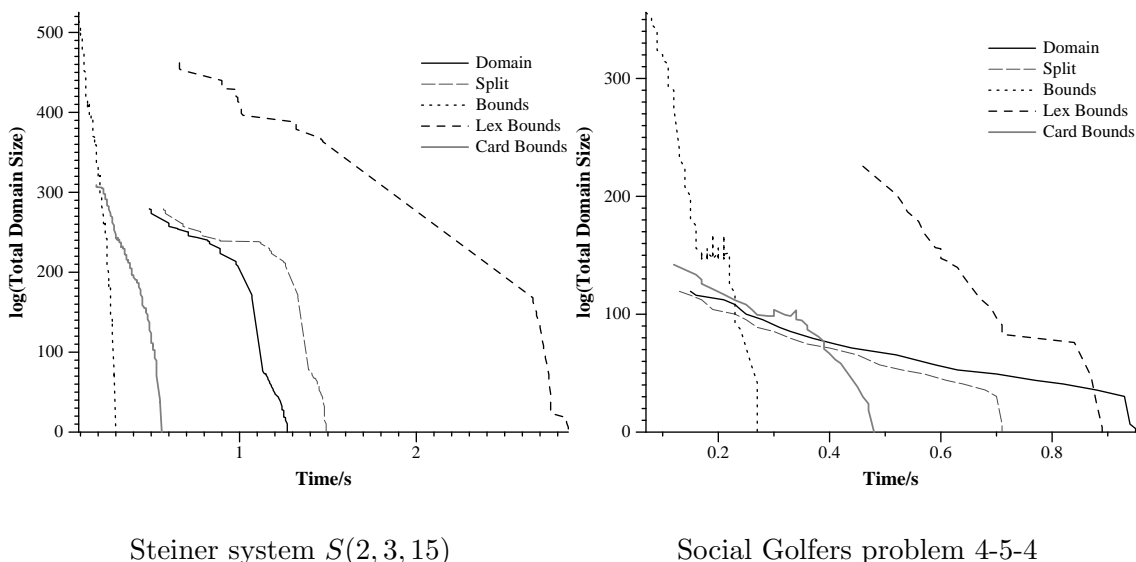 500
400
300
200
100
0
log(Total Domain Size)
1
2
Time/s
Domain
Split
Bounds
Lex Bounds
Card Bounds
Steiner system S(2, 3, 15)
300
200
100
0
log(Total Domain Size)
0.2
0.4
0.6
0.8
Time/s
Domain
Split
Bounds
Lex Bounds
Card Bounds
Social Golfers problem 4-5-4